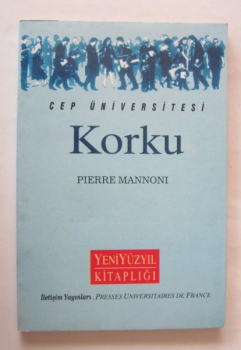 CEP ÜNİVERSİTESİ
Korku
PIERRE MANNONI
YENİYÜZYIL
KİTAPLIĞI
İletişim Yayınları . PRESSES UNIVERSITAIRES DE FRANCE